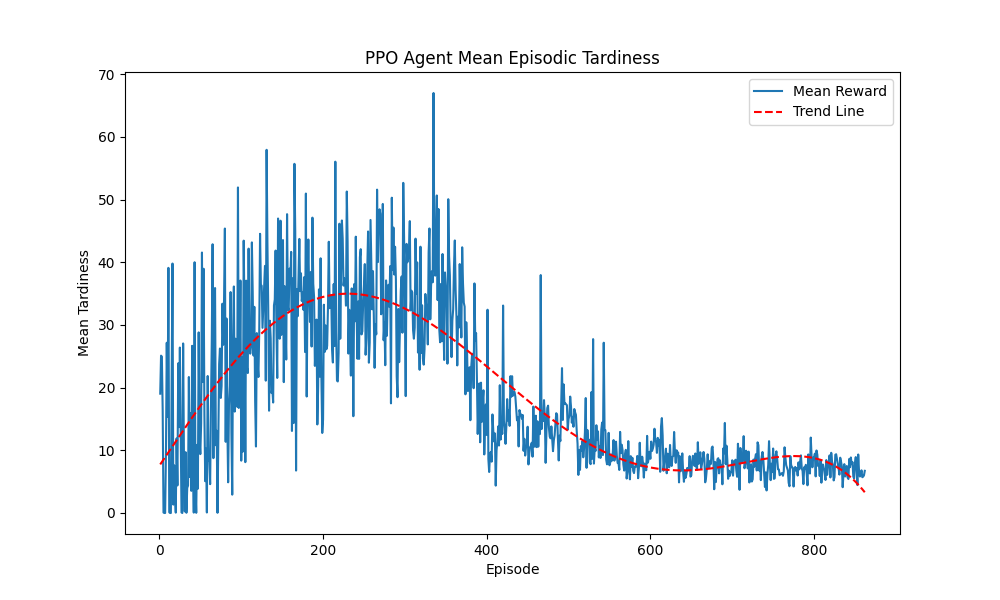 PPO Agent Mean Episodic Tardiness
Mean Reward
Trend Line
70
60
50
40
30
20
10
0
Mean Tardiness
0 200 400 600 800
Episode